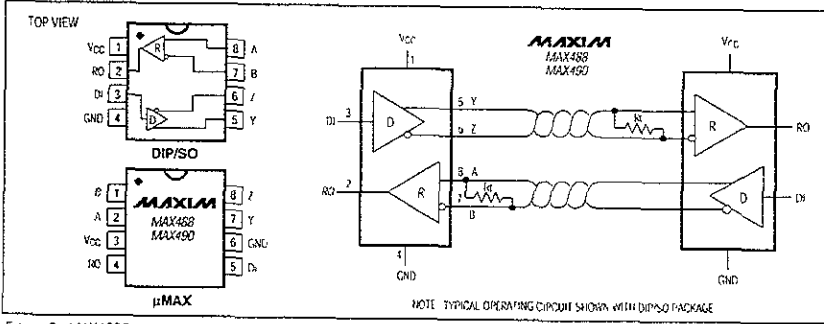 TOP VIEW
VCC 1
RO 2
DI 3
GND 4
8 A
7 B
6 Z
5 Y
R
D
DIP/SO
B 1
A 2
VCC 3
RO 4
8 Z
7 Y
6 GND
5 DI
MAXIM
MAX488
MAX490
µMAX
MAXIM
MAX488
MAX490
VCC
1
DI 3
D
5 Y
6 Z
Rt
R
RO
VCC
RO 2
R
8 A
7 B
Rt
D
DI
4
GND
GND
NOTE: TYPICAL OPERATING CIRCUIT SHOWN WITH DIP/SO PACKAGE